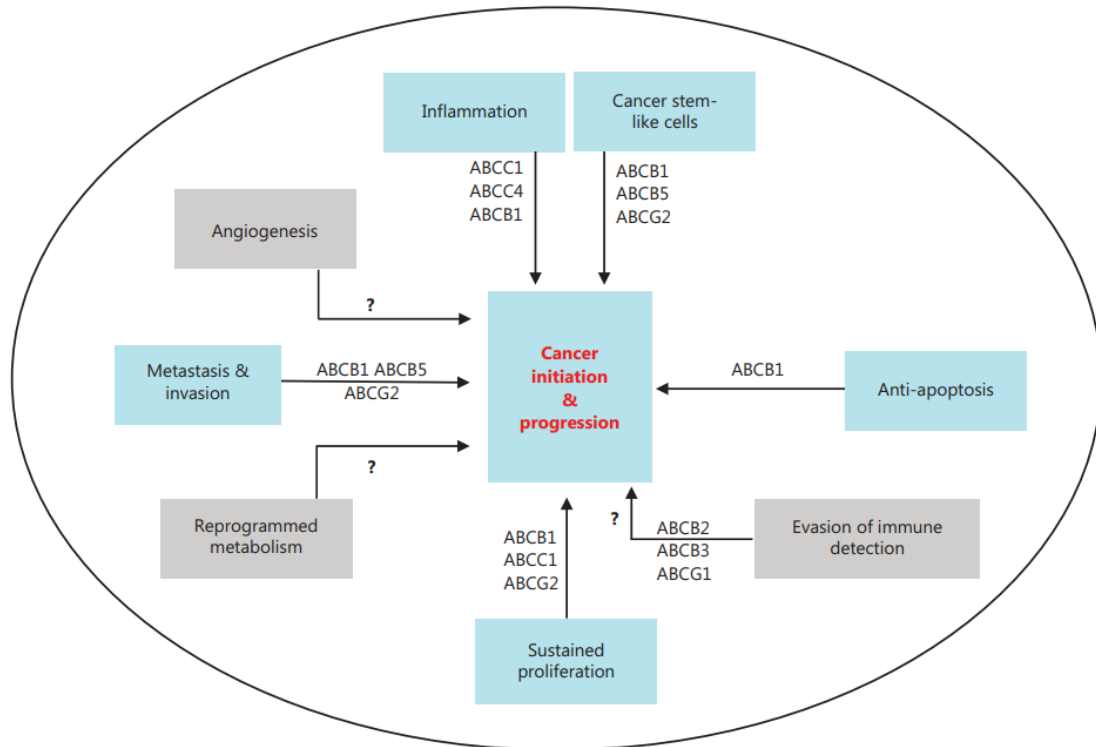 Inflammation
Cancer stem-
like cells
ABCC1
ABCC4
ABCB1
ABCB1
ABCB5
ABCG2
Angiogenesis
?
Cancer
initiation
&
progression
Metastasis &
invasion
ABCB1 ABCB5
ABCG2
ABCB1
Anti-apoptosis
?
Reprogrammed
metabolism
ABCB1
ABCC1
ABCG2
?
ABCB2
ABCB3
ABCG1
Evasion of immune
detection
Sustained
proliferation